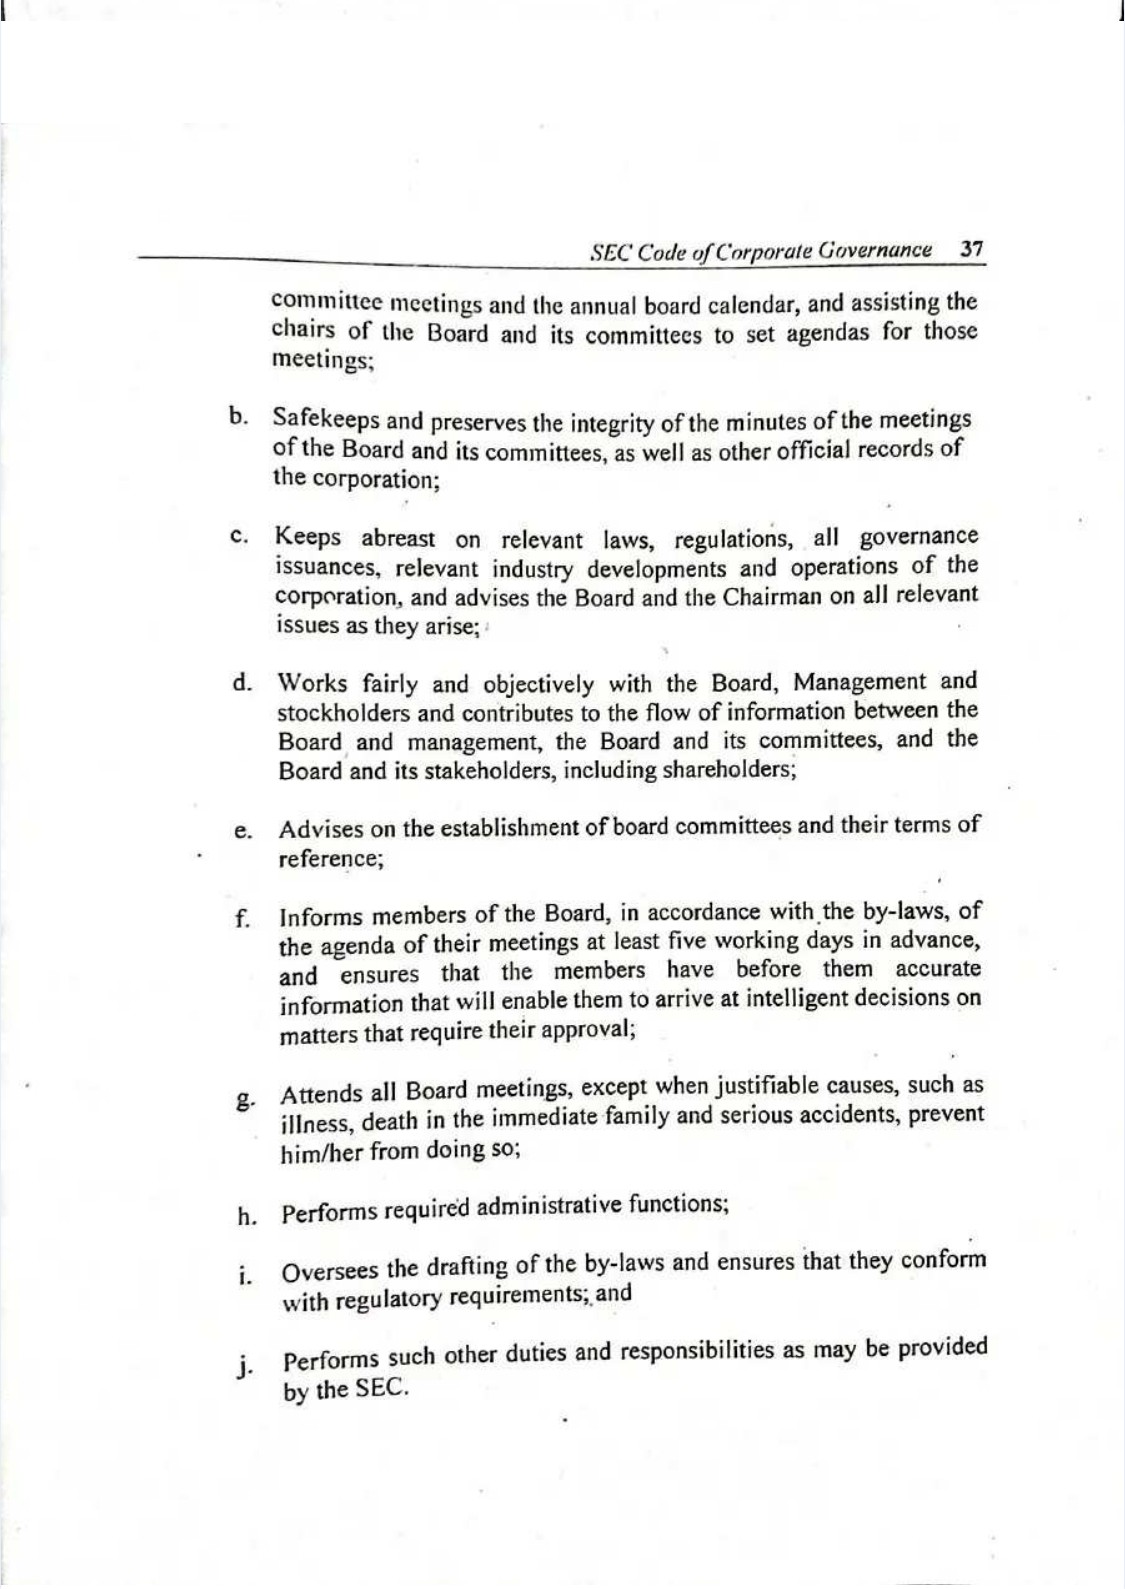 SEC Code of Corporate Governance 37
committee meetings and the annual board calendar, and assisting the
chairs of the Board and its committees to set agendas for those
meetings;
b. Safekeeps and preserves the integrity of the minutes of the meetings
of the Board and its committees, as well as other official records of
the corporation;
c. Keeps abreast on relevant laws, regulations, all governance
issuances, relevant industry developments and operations of the
corporation, and advises the Board and the Chairman on all relevant
issues as they arise;
d. Works fairly and objectively with the Board, Management and
stockholders and contributes to the flow of information between the
Board and management, the Board and its committees, and the
Board and its stakeholders, including shareholders;
e. Advises on the establishment of board committees and their terms of
reference;
f. Informs members of the Board, in accordance with the by-laws, of
the agenda of their meetings at least five working days in advance,
and ensures that the members have before them accurate
information that will enable them to arrive at intelligent decisions on
matters that require their approval;
g. Attends all Board meetings, except when justifiable causes, such as
illness, death in the immediate family and serious accidents, prevent
him/her from doing so;
h. Performs required administrative functions;
i. Oversees the drafting of the by-laws and ensures that they conform
with regulatory requirements; and
j. Performs such other duties and responsibilities as may be provided
by the SEC.